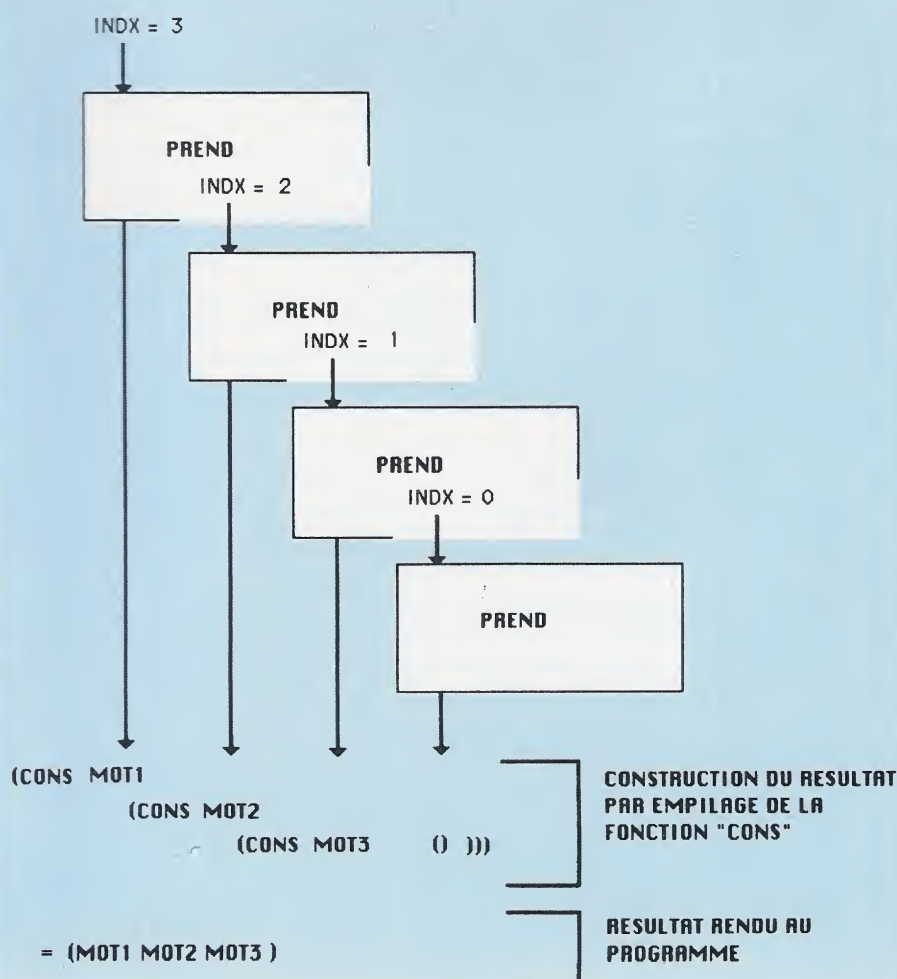 INDX = 3
PREND
INDX = 2
PREND
INDX = 1
PREND
INDX = 0
PREND
(CONS MOT1
(CONS MOT2
(CONS MOT3 () )))
CONSTRUCTION DU RESULTAT
PAR EMPILAGE DE LA
FONCTION "CONS"
= (MOT1 MOT2 MOT3 )
RESULTAT RENDU AU
PROGRAMME